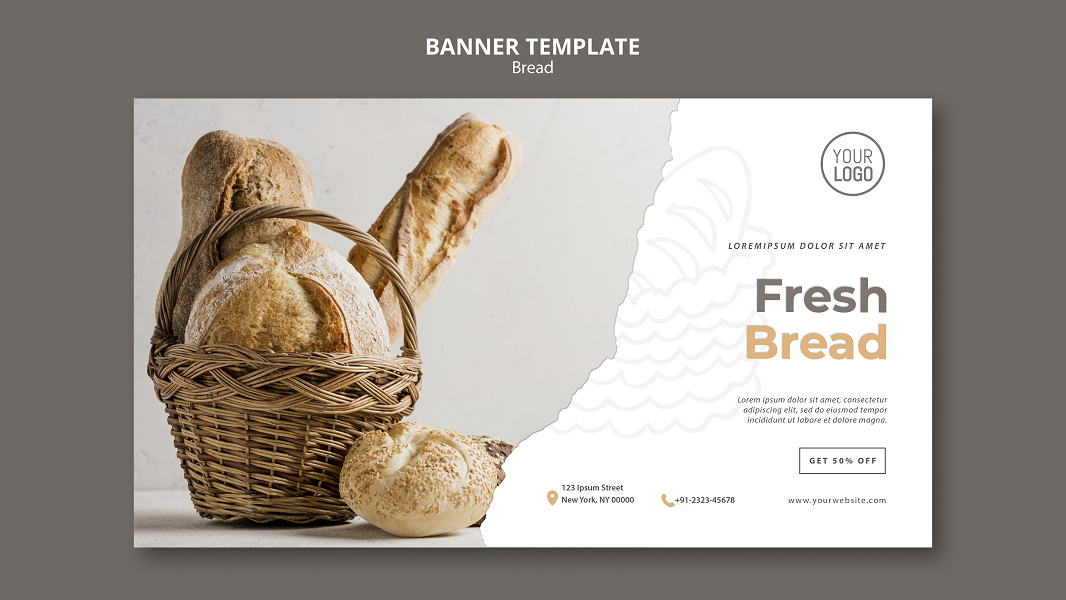 BANNER TEMPLATE
Bread
YOUR
LOGO
LOREMIPSUM DOLOR SIT AMET
Fresh
Bread
Lorem ipsum dolor sit amet, consectetur
adipiscing elit, sed do eiusmod tempor
incididunt ut labore et dolore magna.
GET 50% OFF
123 Ipsum Street
New York, NY 00000
+91-2323-45678
www.yourwebsite.com